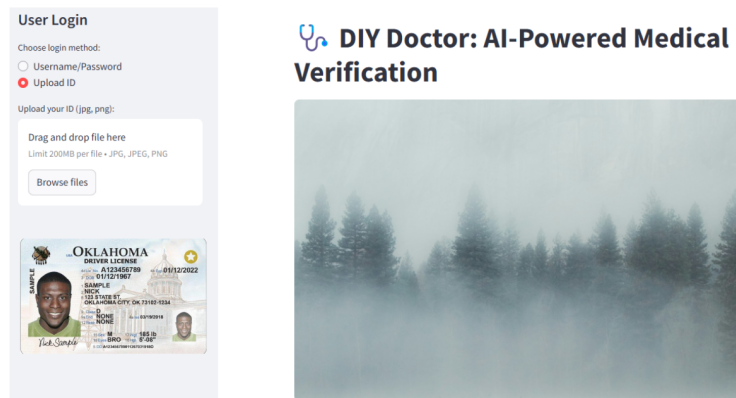 User Login
Choose login method:
Username/Password
Upload ID
Upload your ID (jpg, png):
Drag and drop file here
Limit 200MB per file • JPG, JPEG, PNG
Browse files
OKLAHOMA
DRIVER LICENSE
SAMPLE
A123456789
01/12/2022
01/12/1967
SAMPLE
NICK
123 STATE ST.
OKLAHOMA CITY, OK 73102-1234
D
NONE
03/19/2018
NONE
M
165 lb
BRO
Nick Sample
DIY Doctor: AI-Powered Medical
Verification